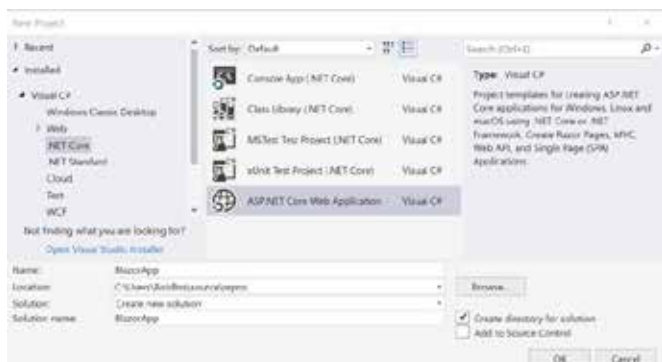 New Project
Recent
Sort by: Default
Search (Ctrl+E)
Installed
Visual C#
Windows Classic Desktop
Web
.NET Core
.NET Standard
Cloud
Test
WCF
Console App (.NET Core) Visual C#
Class Library (.NET Core) Visual C#
MSTest Test Project (.NET Core) Visual C#
xUnit Test Project (.NET Core) Visual C#
ASP.NET Core Web Application Visual C#
Type: Visual C#
Project templates for creating ASP.NET
Core applications for Windows, Linux and
macOS using .NET Core or .NET
Framework. Create Razor Pages, MVC,
Web API, and Single Page (SPA)
Applications.
Not finding what you are looking for?
Open Visual Studio Installer
Name: BlazorApp
Location:
Browse...
Solution: Create new solution
Solution name: BlazorApp
Create directory for solution
Add to Source Control
OK Cancel